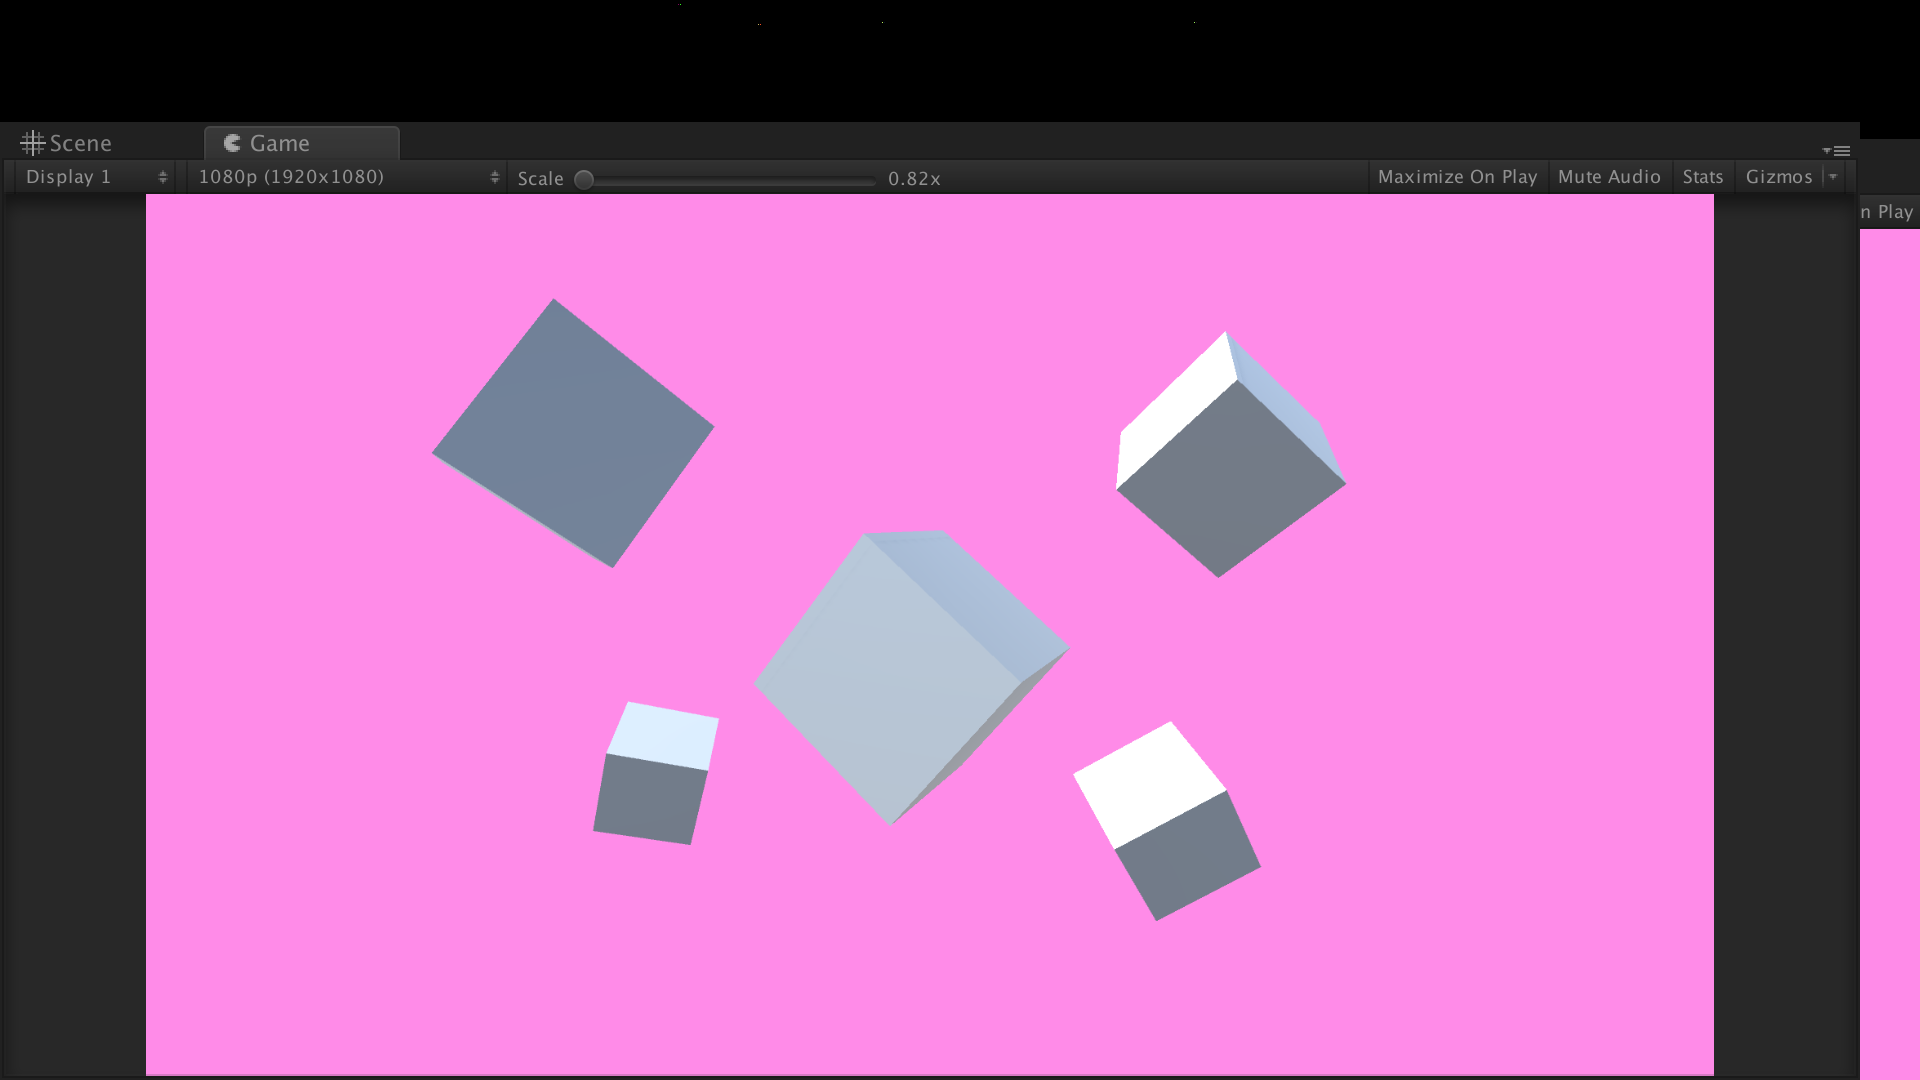 Scene Game
Display 1 1080p (1920x1080) Scale 0.82x Maximize On Play Mute Audio Stats Gizmos
n Play